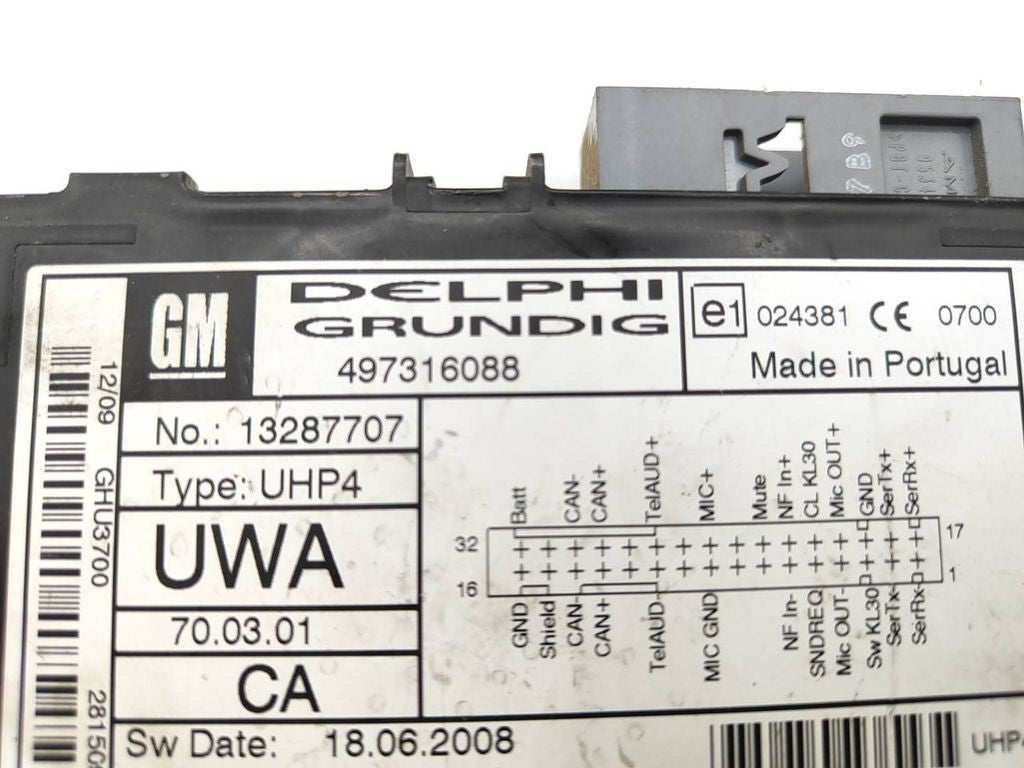 GM
DELPHI
GRUNDIG
497316088
e1 024381 CE 0700
Made in Portugal
12/09 GHU3700
No.: 13287707
Type: UHP4
UWA
70.03.01
CA
Sw Date: 18.06.2008
Batt CAN- CAN+ TelAUD+ MIC+ Mute NF In+ CL KL30 Mic OUT+ GND SerTx+ SerRx+
32 17
16 1
GND Shield CAN- CAN+ TelAUD- MIC GND NF In- SNDREQ Mic OUT- Sw KL30 SerTx- SerRx-